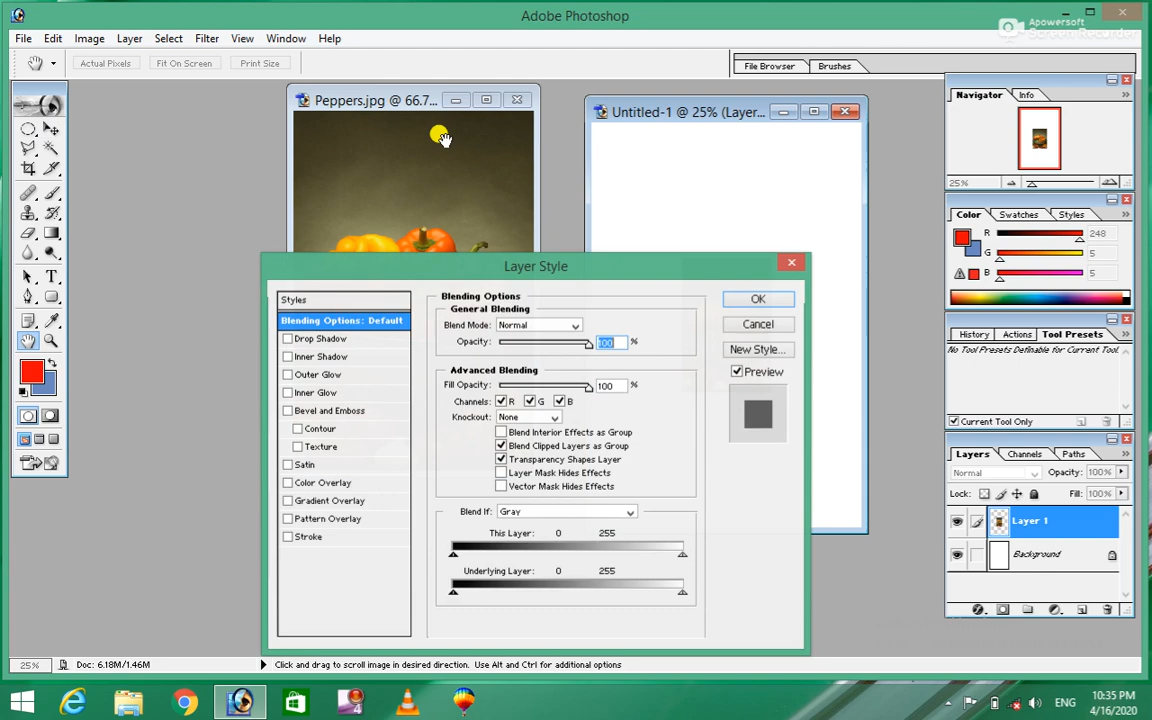 Adobe Photoshop
Apowersoft
Screen Recorder
File Edit Image Layer Select Filter View Window Help
Actual Pixels Fit On Screen Print Size
File Browser Brushes
Peppers.jpg @ 66.7...
Untitled-1 @ 25% (Layer...
Navigator Info
25%
Color Swatches Styles
R 248
G 5
B 5
History Actions Tool Presets
No Tool Presets Definable for Current Tool.
Current Tool Only
Layers Channels Paths
Normal Opacity: 100%
Lock: Fill: 100%
Layer 1
Background
Layer Style
Styles
Blending Options: Default
Drop Shadow
Inner Shadow
Outer Glow
Inner Glow
Bevel and Emboss
Contour
Texture
Satin
Color Overlay
Gradient Overlay
Pattern Overlay
Stroke
Blending Options
General Blending
Blend Mode: Normal
Opacity: 100 %
Advanced Blending
Fill Opacity: 100 %
Channels: R G B
Knockout: None
Blend Interior Effects as Group
Blend Clipped Layers as Group
Transparency Shapes Layer
Layer Mask Hides Effects
Vector Mask Hides Effects
Blend If: Gray
This Layer: 0 255
Underlying Layer: 0 255
OK
Cancel
New Style...
Preview
25% Doc: 6.18M/1.46M Click and drag to scroll image in desired direction. Use Alt and Ctrl for additional options
4
ENG
10:35 PM
4/16/2020